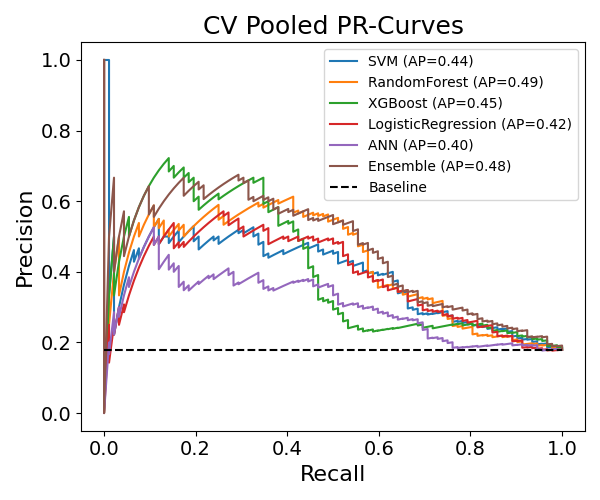 CV Pooled PR-Curves
Precision
1.0
0.8
0.6
0.4
0.2
0.0
SVM (AP=0.44)
RandomForest (AP=0.49)
XGBoost (AP=0.45)
LogisticRegression (AP=0.42)
ANN (AP=0.40)
Ensemble (AP=0.48)
Baseline
0.0 0.2 0.4 0.6 0.8 1.0
Recall